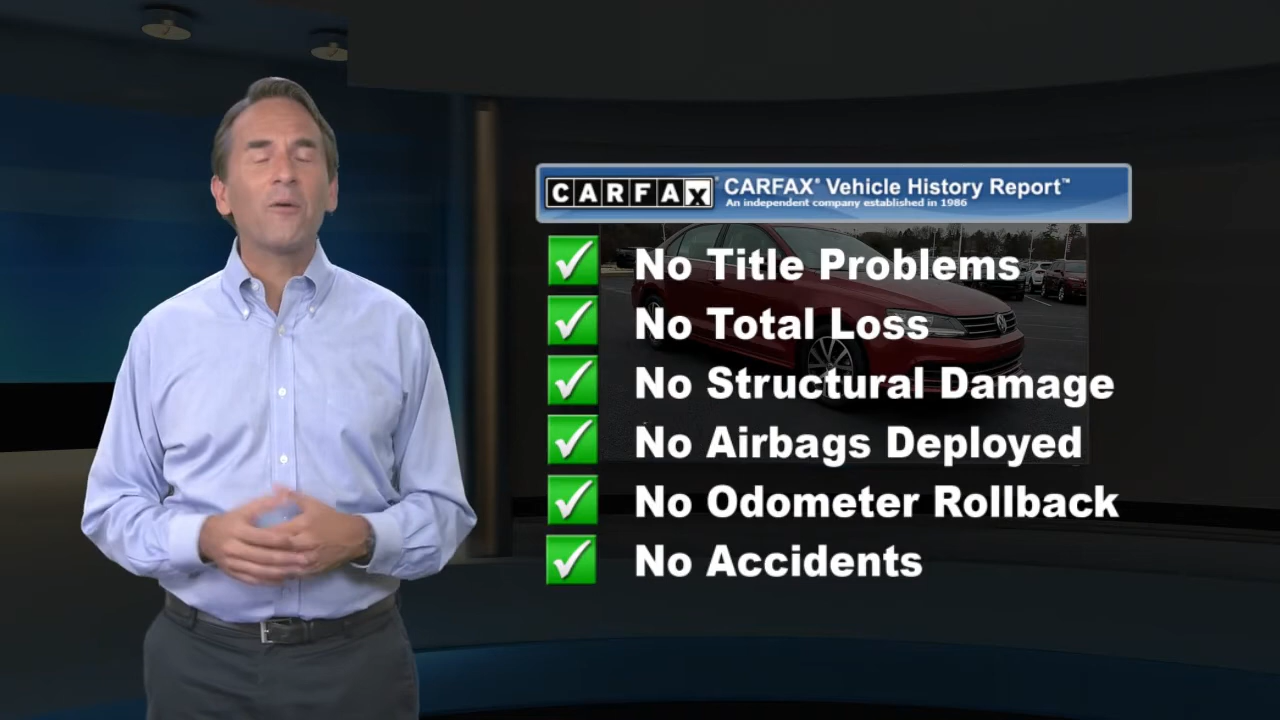 CARFAX
CARFAX® Vehicle History Report™
An independent company established in 1986
No Title Problems
No Total Loss
No Structural Damage
No Airbags Deployed
No Odometer Rollback
No Accidents